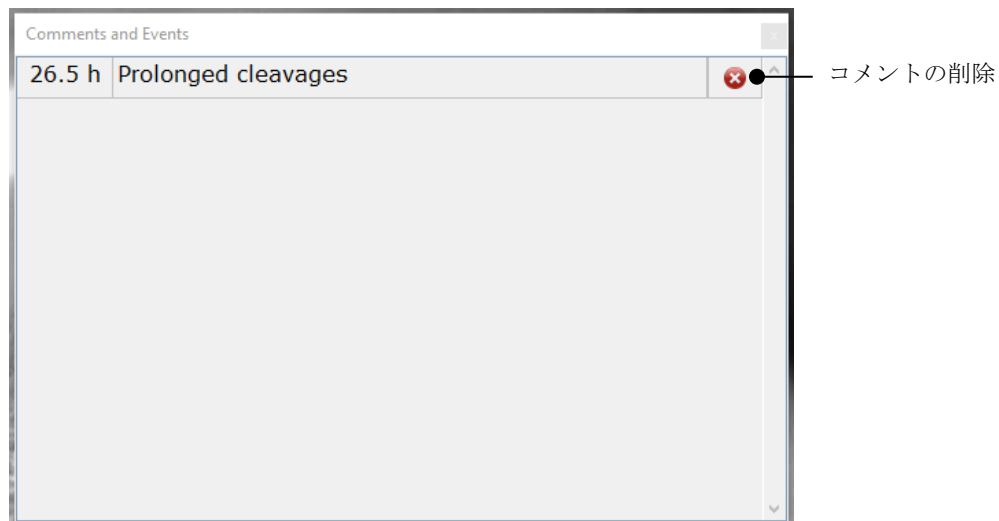 Comments and Events
26.5 h Prolonged cleavages
コメントの削除